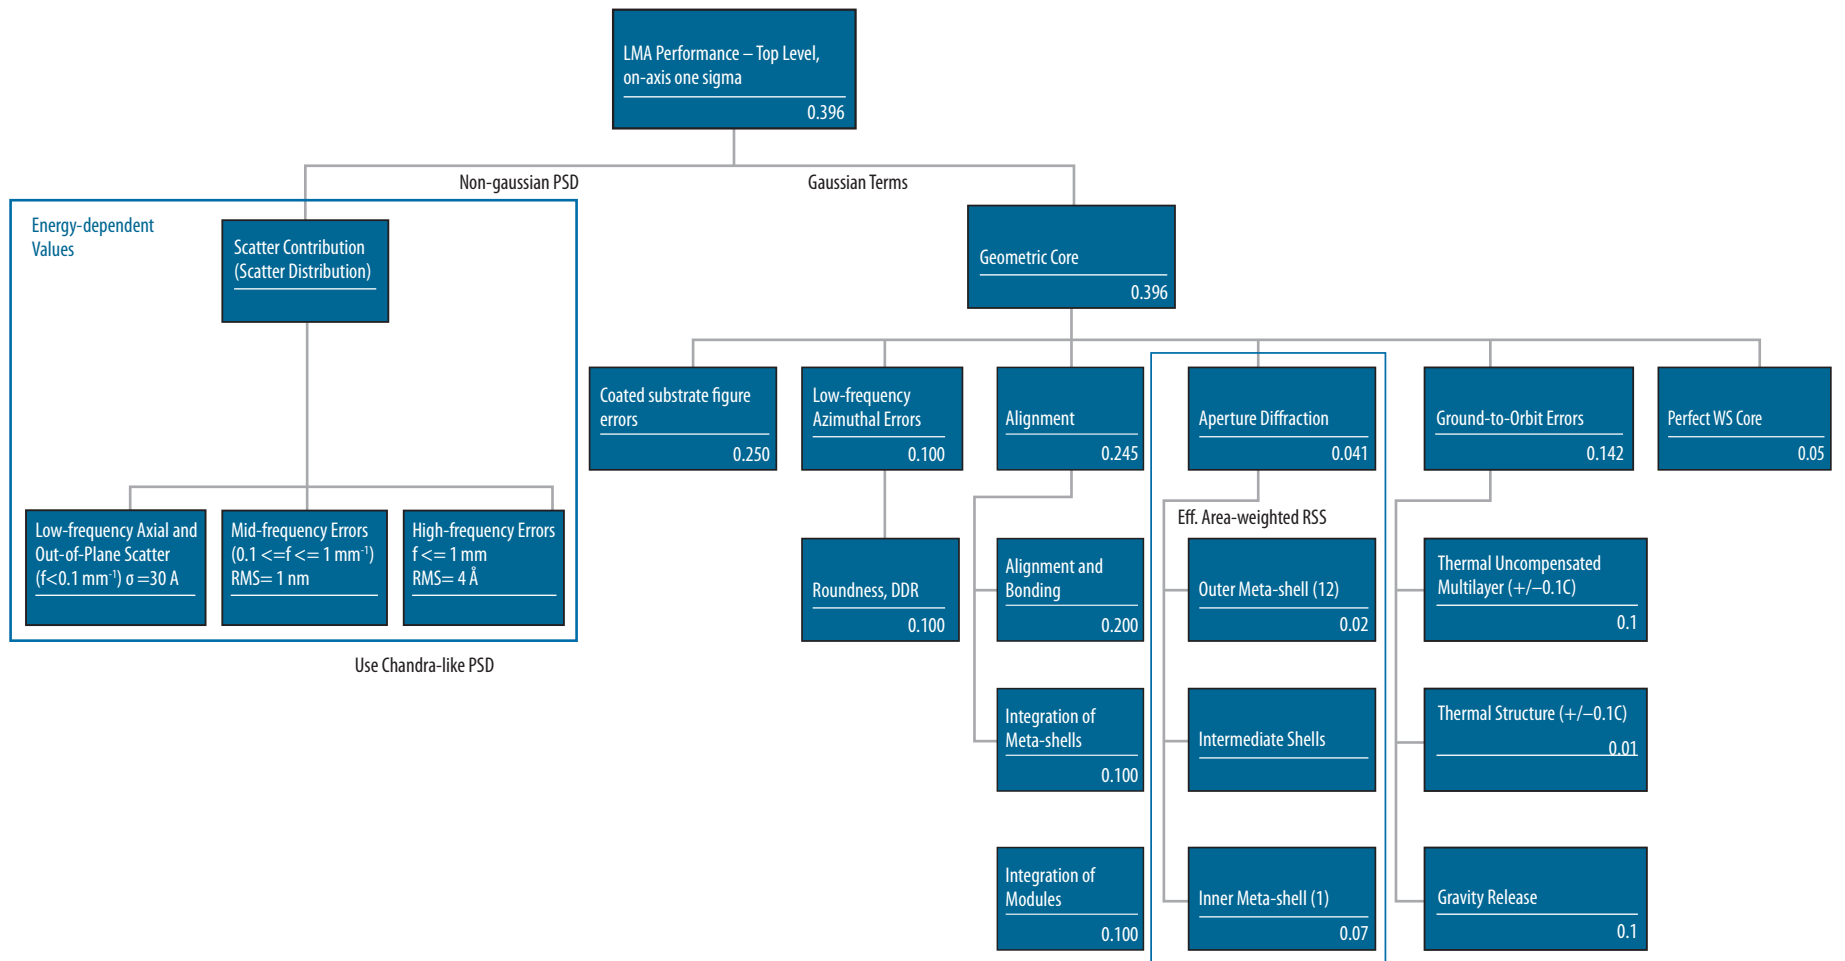 LMA Performance – Top Level,
on-axis one sigma
0.396
Non-gaussian PSD
Gaussian Terms
Energy-dependent
Values
Scatter Contribution
(Scatter Distribution)
Low-frequency Axial and
Out-of-Plane Scatter
(f<0.1 mm⁻¹) σ =30 A
Mid-frequency Errors
(0.1 <=f <= 1 mm⁻¹)
RMS= 1 nm
High-frequency Errors
f <= 1 mm
RMS= 4 Å
Use Chandra-like PSD
Geometric Core
0.396
Coated substrate figure
errors
0.250
Low-frequency
Azimuthal Errors
0.100
Roundness, DDR
0.100
Alignment
0.245
Alignment and
Bonding
0.200
Integration of
Meta-shells
0.100
Integration of
Modules
0.100
Aperture Diffraction
0.041
Eff. Area-weighted RSS
Outer Meta-shell (12)
0.02
Intermediate Shells
Inner Meta-shell (1)
0.07
Ground-to-Orbit Errors
0.142
Thermal Uncompensated
Multilayer (+/–0.1C)
0.1
Thermal Structure (+/–0.1C)
0.01
Gravity Release
0.1
Perfect WS Core
0.05